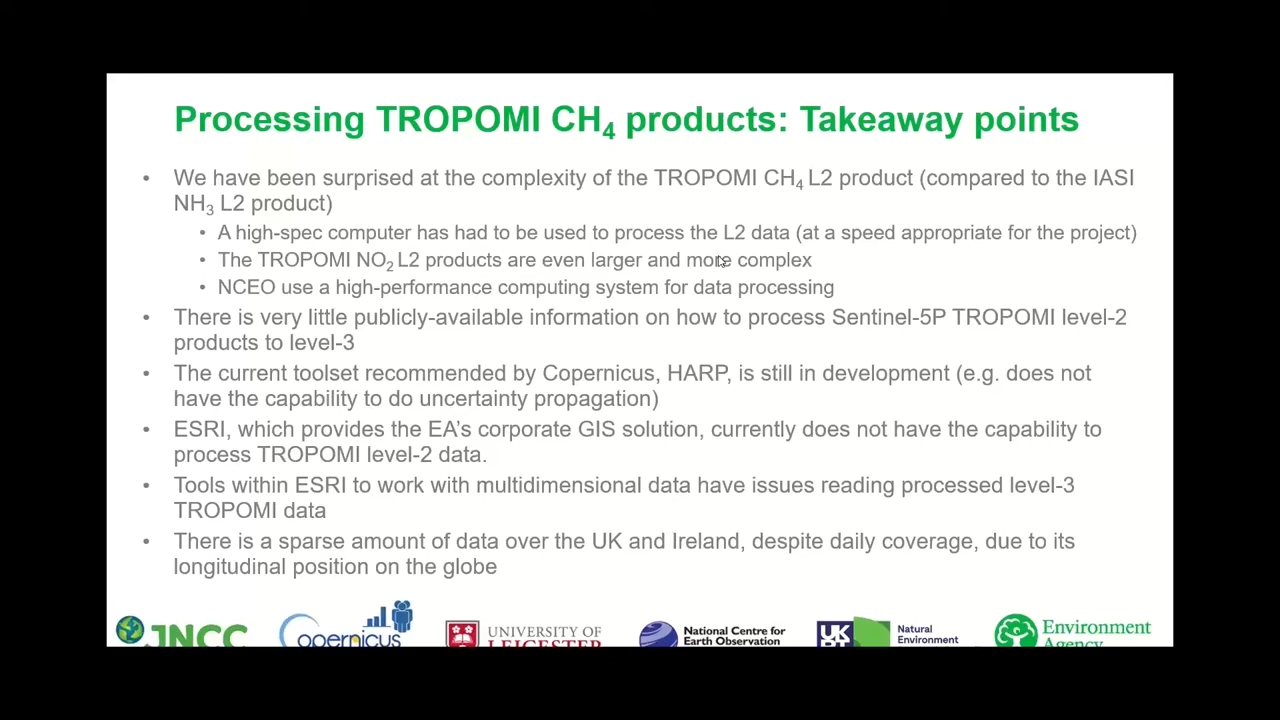 Processing TROPOMI CH₄ products: Takeaway points
• We have been surprised at the complexity of the TROPOMI CH₄ L2 product (compared to the IASI
NH₃ L2 product)
• A high-spec computer has had to be used to process the L2 data (at a speed appropriate for the project)
• The TROPOMI NO₂ L2 products are even larger and more complex
• NCEO use a high-performance computing system for data processing
• There is very little publicly-available information on how to process Sentinel-5P TROPOMI level-2
products to level-3
• The current toolset recommended by Copernicus, HARP, is still in development (e.g. does not
have the capability to do uncertainty propagation)
• ESRI, which provides the EA's corporate GIS solution, currently does not have the capability to
process TROPOMI level-2 data.
• Tools within ESRI to work with multidimensional data have issues reading processed level-3
TROPOMI data
• There is a sparse amount of data over the UK and Ireland, despite daily coverage, due to its
longitudinal position on the globe
JNCC
Copernicus
UNIVERSITY OF
LEICESTER
National Centre for
Earth Observation
UK
Natural
Environment
Environment
Agency